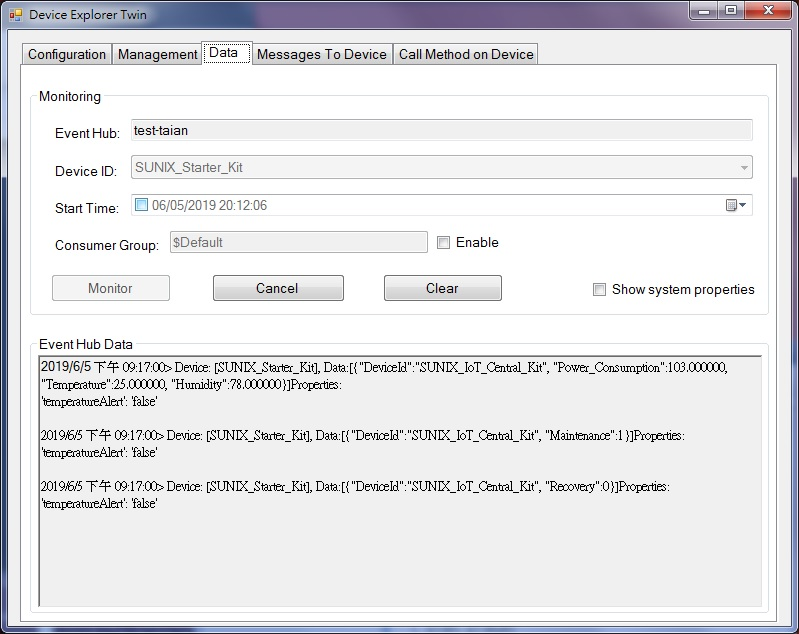 Device Explorer Twin
Configuration Management Data Messages To Device Call Method on Device
Monitoring
Event Hub: test-taian
Device ID: SUNIX_Starter_Kit
Start Time: 06/05/2019 20:12:06
Consumer Group: $Default Enable
Monitor Cancel Clear Show system properties
Event Hub Data
2019/6/5 下午 09:17:00> Device: [SUNIX_Starter_Kit], Data:[{"DeviceId":"SUNIX_IoT_Central_Kit", "Power_Consumption":103.000000,
"Temperature":25.000000, "Humidity":78.000000}]Properties:
'temperatureAlert': 'false'
2019/6/5 下午 09:17:00> Device: [SUNIX_Starter_Kit], Data:[{"DeviceId":"SUNIX_IoT_Central_Kit", "Maintenance":1}]Properties:
'temperatureAlert': 'false'
2019/6/5 下午 09:17:00> Device: [SUNIX_Starter_Kit], Data:[{"DeviceId":"SUNIX_IoT_Central_Kit", "Recovery":0}]Properties:
'temperatureAlert': 'false'